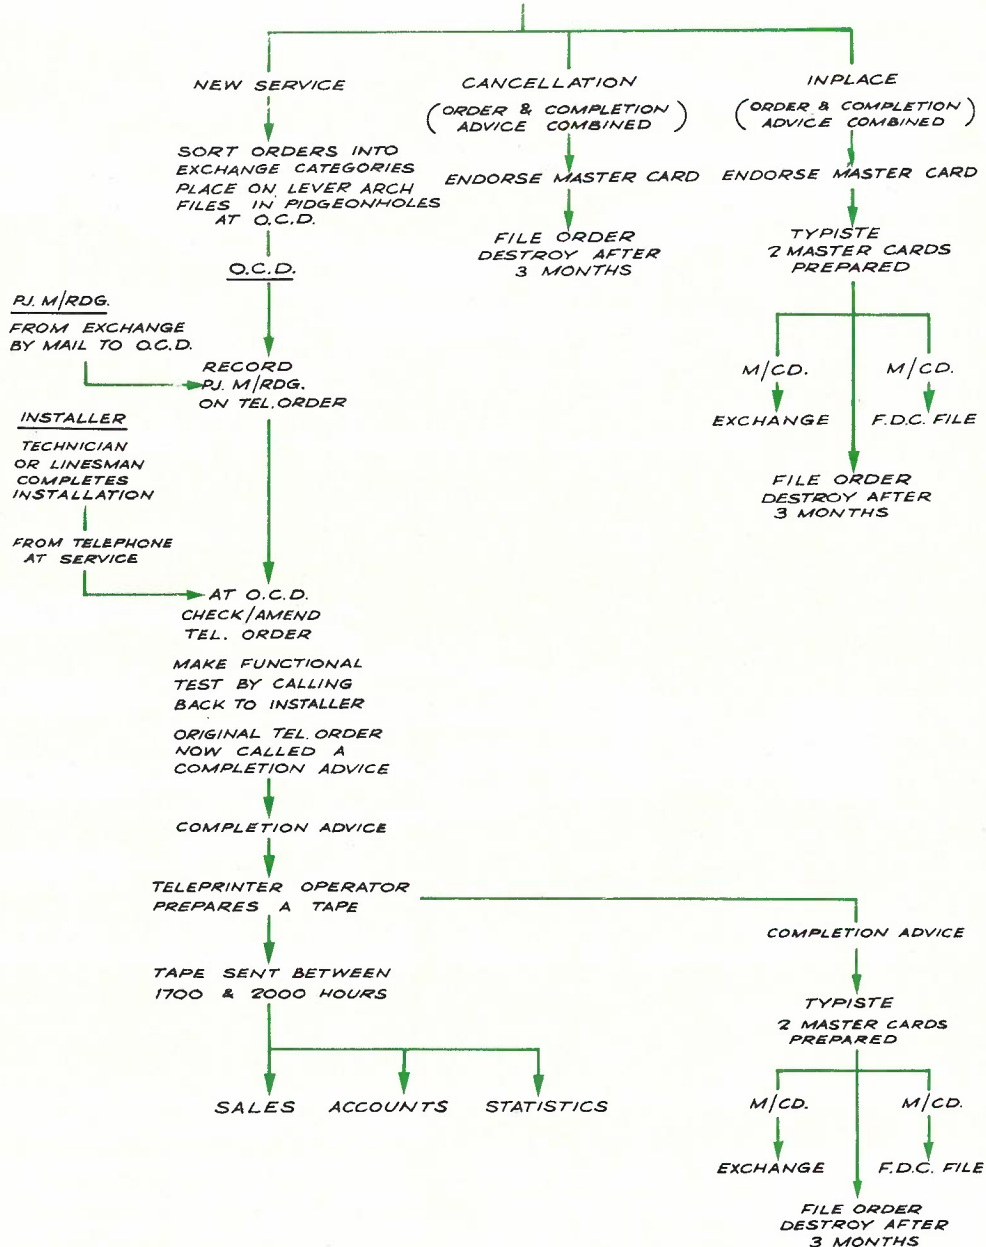 NEW SERVICE
SORT ORDERS INTO
EXCHANGE CATEGORIES
PLACE ON LEVER ARCH
FILES IN PIDGEONHOLES
AT O.C.D.
O.C.D.
PJ. M/RDG.
FROM EXCHANGE
BY MAIL TO O.C.D.
RECORD
PJ. M/RDG.
ON TEL. ORDER
INSTALLER
TECHNICIAN
OR LINESMAN
COMPLETES
INSTALLATION
FROM TELEPHONE
AT SERVICE
AT O.C.D.
CHECK/AMEND
TEL. ORDER
MAKE FUNCTIONAL
TEST BY CALLING
BACK TO INSTALLER
ORIGINAL TEL. ORDER
NOW CALLED A
COMPLETION ADVICE
COMPLETION ADVICE
TELEPRINTER OPERATOR
PREPARES A TAPE
TAPE SENT BETWEEN
1700 & 2000 HOURS
SALES
ACCOUNTS
STATISTICS
CANCELLATION
(ORDER & COMPLETION
ADVICE COMBINED)
ENDORSE MASTER CARD
FILE ORDER
DESTROY AFTER
3 MONTHS
INPLACE
(ORDER & COMPLETION
ADVICE COMBINED)
ENDORSE MASTER CARD
TYPISTE
2 MASTER CARDS
PREPARED
M/CD.
M/CD.
EXCHANGE
F.D.C. FILE
FILE ORDER
DESTROY AFTER
3 MONTHS
COMPLETION ADVICE
TYPISTE
2 MASTER CARDS
PREPARED
M/CD.
M/CD.
EXCHANGE
F.D.C. FILE
FILE ORDER
DESTROY AFTER
3 MONTHS